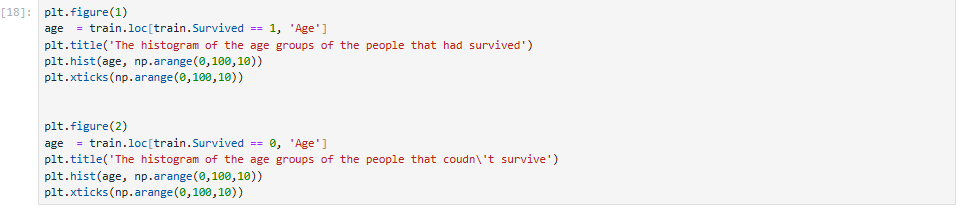 [18]:
plt.figure(1)
age  = train.loc[train.Survived == 1, 'Age']
plt.title('The histogram of the age groups of the people that had survived')
plt.hist(age, np.arange(0,100,10))
plt.xticks(np.arange(0,100,10))
plt.figure(2)
age  = train.loc[train.Survived == 0, 'Age']
plt.title('The histogram of the age groups of the people that coudn\'t survive')
plt.hist(age, np.arange(0,100,10))
plt.xticks(np.arange(0,100,10))